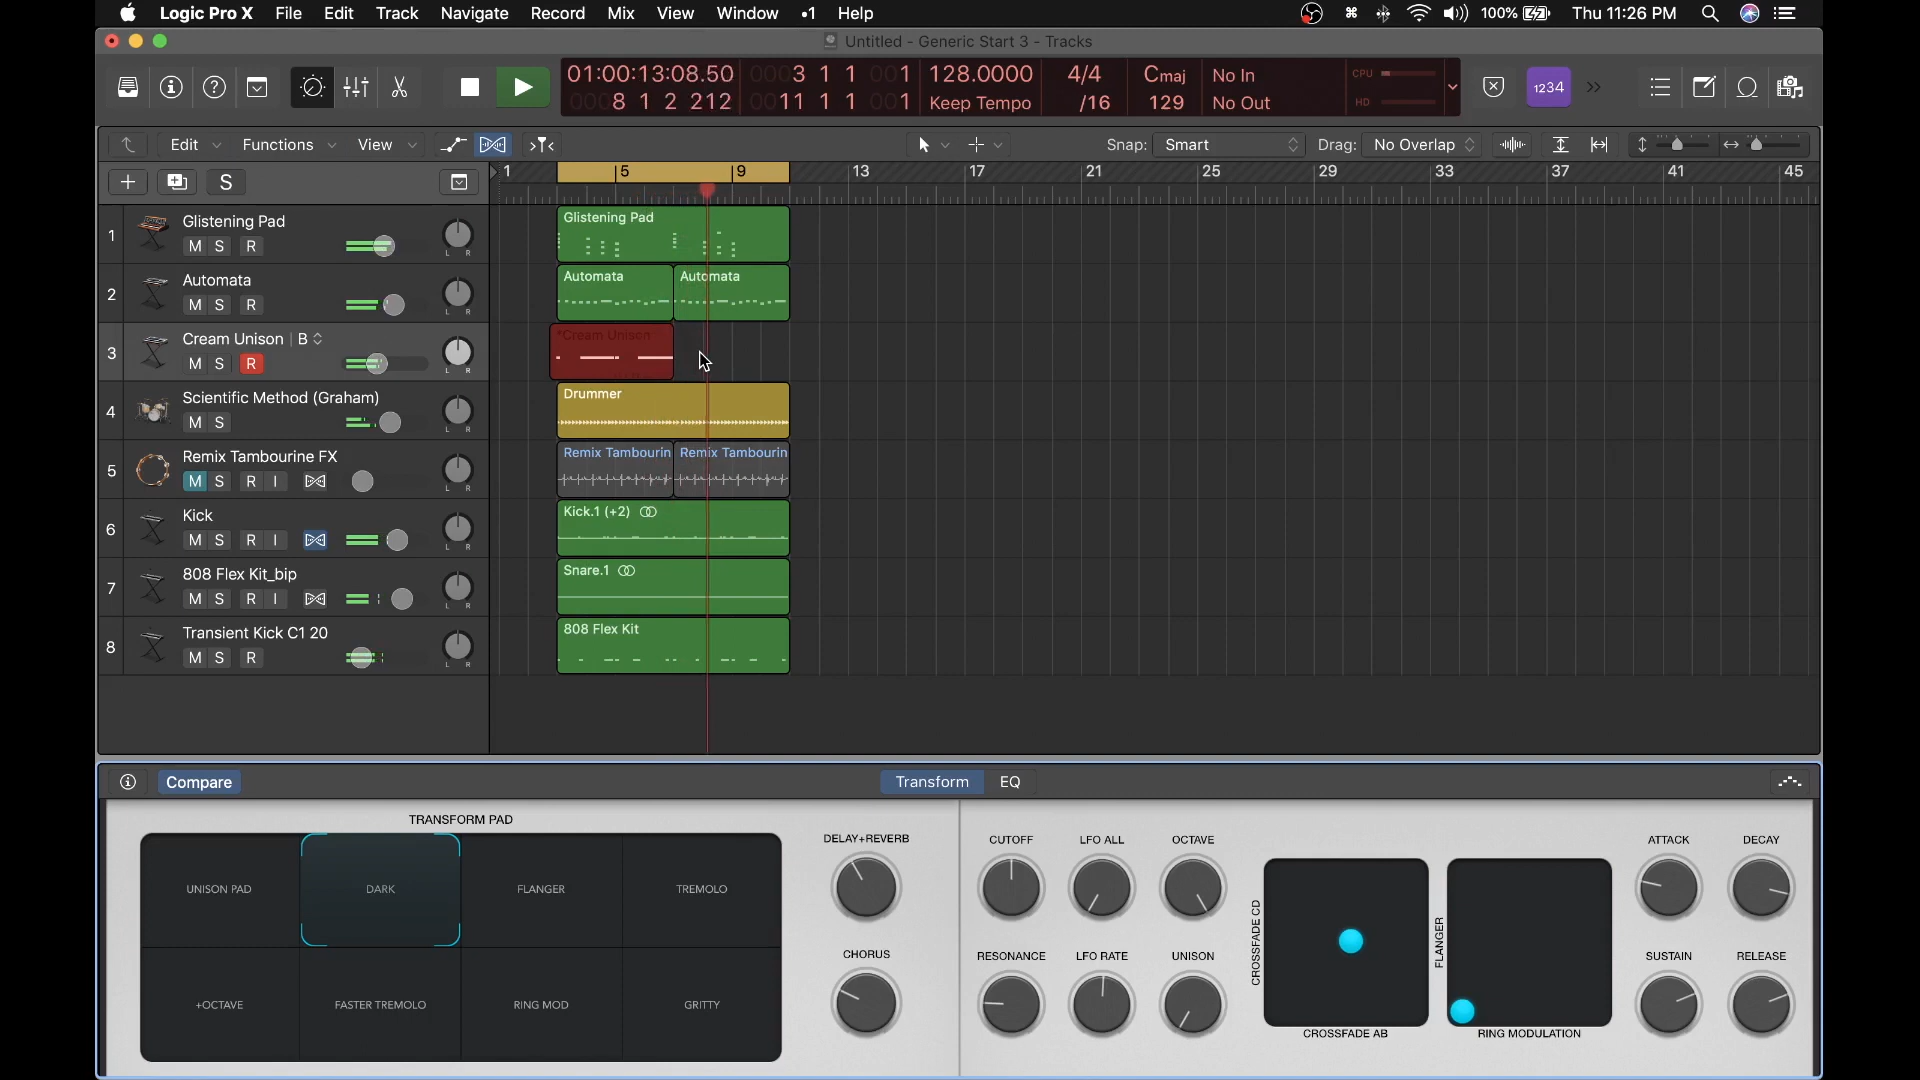 Logic Pro X File Edit Track Navigate Record Mix View Window •1 Help 100% Thu 11:26 PM
Untitled - Generic Start 3 - Tracks
01:00:13:08.50 0003 1 1 001 128.0000 4/4 Cmaj No In CPU
0008 1 2 212 0011 1 1 001 Keep Tempo /16 129 No Out HD
1234
Edit Functions View Snap: Smart Drag: No Overlap
S
1 5 9 13 17 21 25 29 33 37 41 45
1 Glistening Pad
M S R
L R
Glistening Pad
2 Automata
M S R
L R
Automata Automata
3 Cream Unison | B
M S R
L R
*Cream Unison
4 Scientific Method (Graham)
M S
L R
Drummer
5 Remix Tambourine FX
M S R I
L R
Remix Tambourin Remix Tambourin
6 Kick
M S R I
L R
Kick.1 (+2)
7 808 Flex Kit_bip
M S R I
L R
Snare.1
8 Transient Kick C1 20
M S R
L R
808 Flex Kit
Compare Transform EQ
TRANSFORM PAD
UNISON PAD DARK FLANGER TREMOLO
+OCTAVE FASTER TREMOLO RING MOD GRITTY
DELAY+REVERB
CHORUS
CUTOFF LFO ALL OCTAVE
RESONANCE LFO RATE UNISON
CROSSFADE CD
CROSSFADE AB
FLANGER
RING MODULATION
ATTACK DECAY
SUSTAIN RELEASE